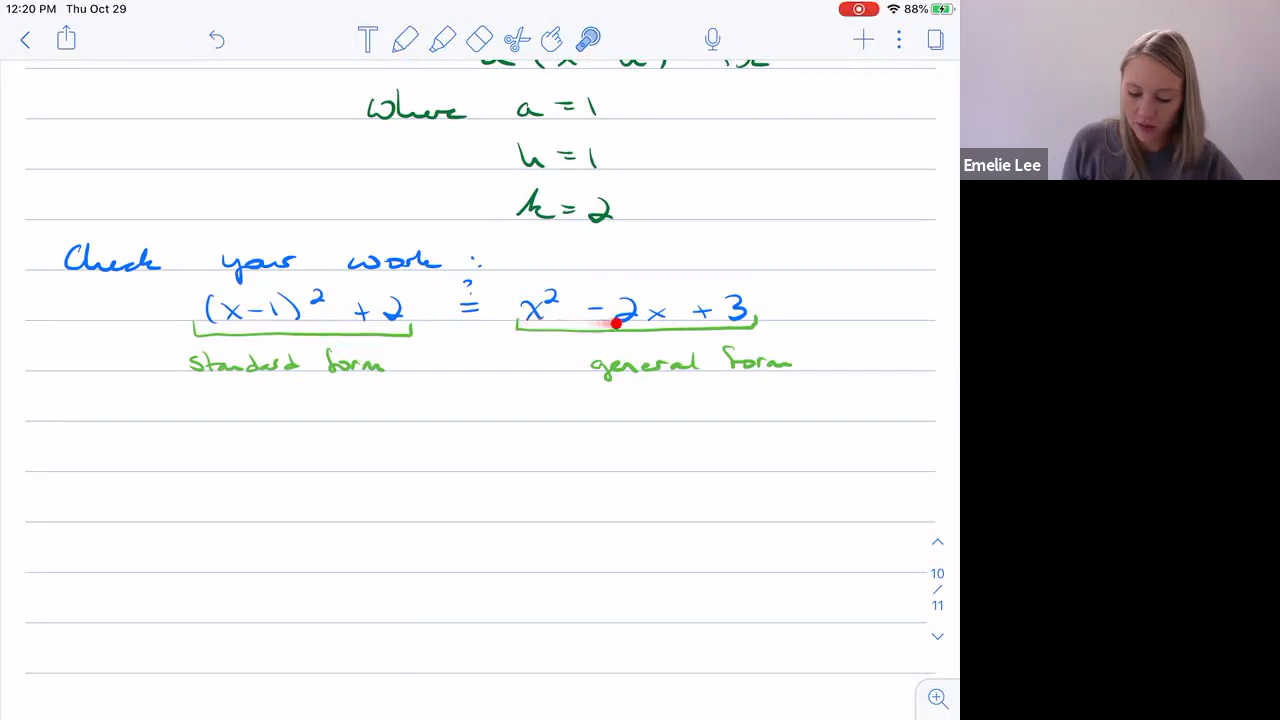 12:20 PM Thu Oct 29
88%
where a = 1
h = 1
k = 2
Emelie Lee
Check your work :
(x-1)² + 2 ≟ x² - 2x + 3
standard form general form
10
/
11